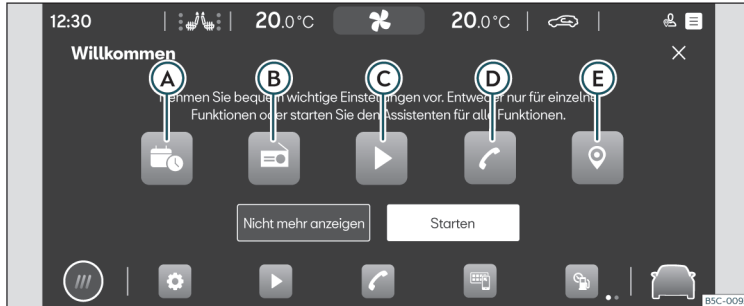 12:30 20.0°C 20.0°C
Willkommen
A B C D E
Nehmen Sie bequem wichtige Einstellungen vor. Entweder nur für einzelne
Funktionen oder starten Sie den Assistenten für alle Funktionen.
Nicht mehr anzeigen Starten
B5C-009